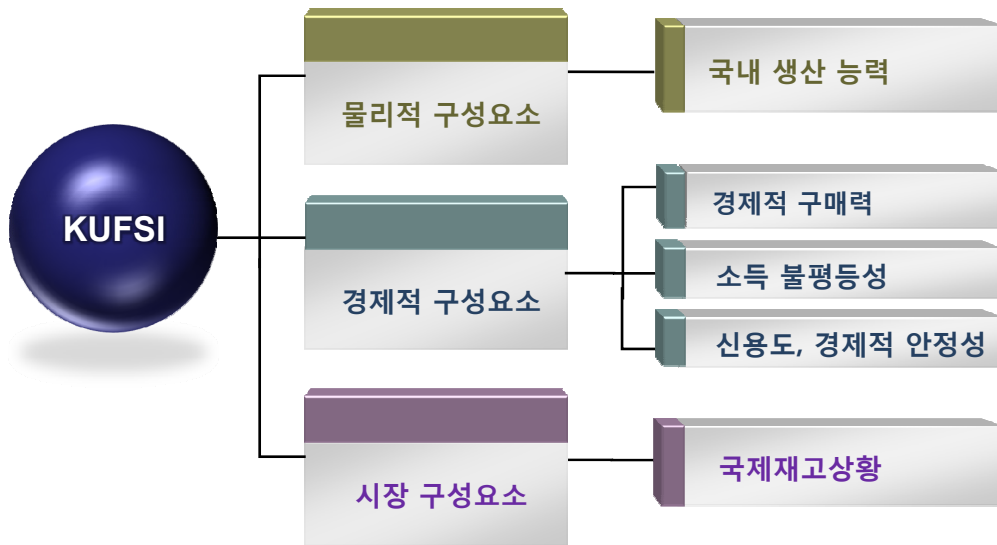 KUFSI
물리적 구성요소
국내 생산 능력
경제적 구성요소
경제적 구매력
소득 불평등성
신용도, 경제적 안정성
시장 구성요소
국제재고상황